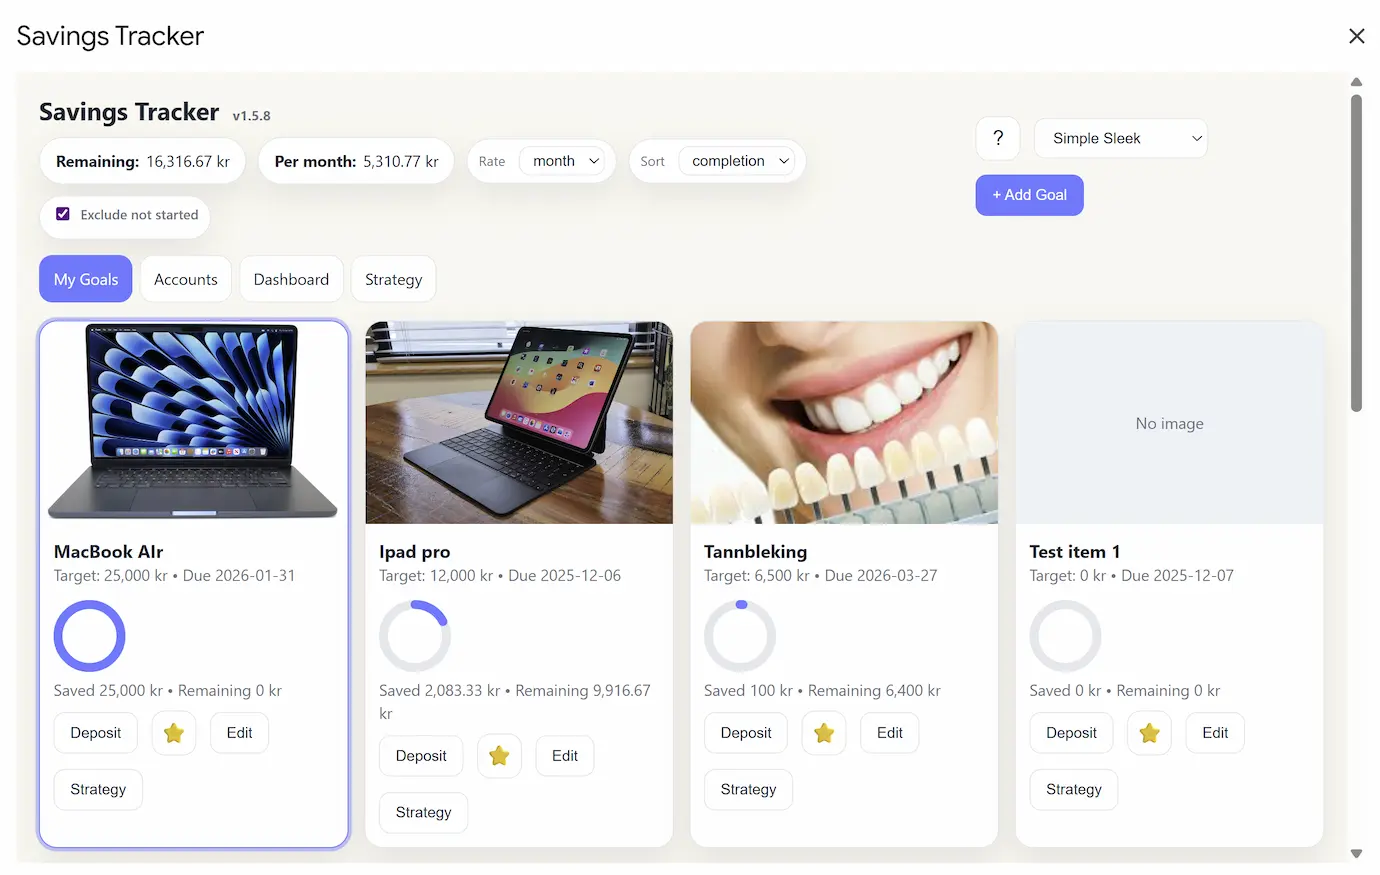 Savings Tracker
Savings Tracker v1.5.8
Remaining: 16,316.67 kr
Per month: 5,310.77 kr
Rate month
Sort completion
? Simple Sleek
+ Add Goal
Exclude not started
My Goals
Accounts
Dashboard
Strategy
MacBook AIr
Target: 25,000 kr • Due 2026-01-31
Saved 25,000 kr • Remaining 0 kr
Deposit
Edit
Strategy
Ipad pro
Target: 12,000 kr • Due 2025-12-06
Saved 2,083.33 kr • Remaining 9,916.67
kr
Deposit
Edit
Strategy
Tannbleking
Target: 6,500 kr • Due 2026-03-27
Saved 100 kr • Remaining 6,400 kr
Deposit
Edit
Strategy
No image
Test item 1
Target: 0 kr • Due 2025-12-07
Saved 0 kr • Remaining 0 kr
Deposit
Edit
Strategy